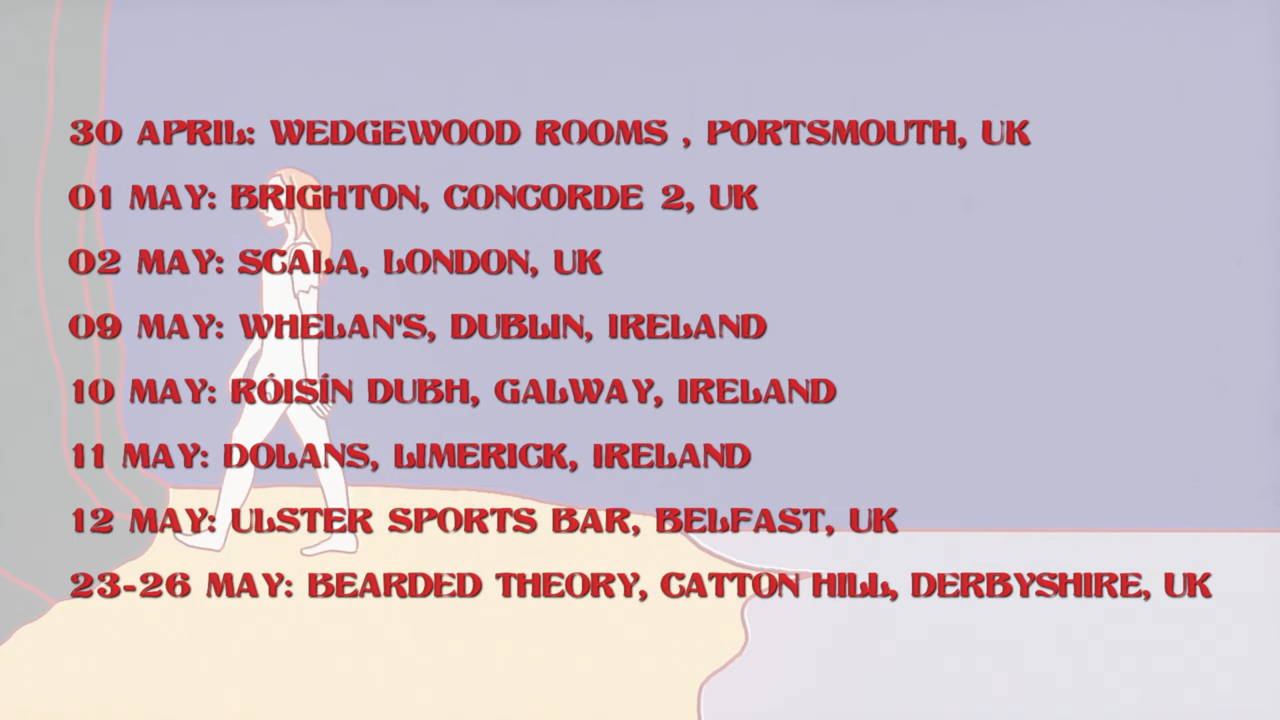 30 APRIL: WEDGEWOOD ROOMS , PORTSMOUTH, UK
01 MAY: BRIGHTON, CONCORDE 2, UK
02 MAY: SCALA, LONDON, UK
09 MAY: WHELAN'S, DUBLIN, IRELAND
10 MAY: RÓISÍN DUBH, GALWAY, IRELAND
11 MAY: DOLANS, LIMERICK, IRELAND
12 MAY: ULSTER SPORTS BAR, BELFAST, UK
23-26 MAY: BEARDED THEORY, CATTON HILL, DERBYSHIRE, UK